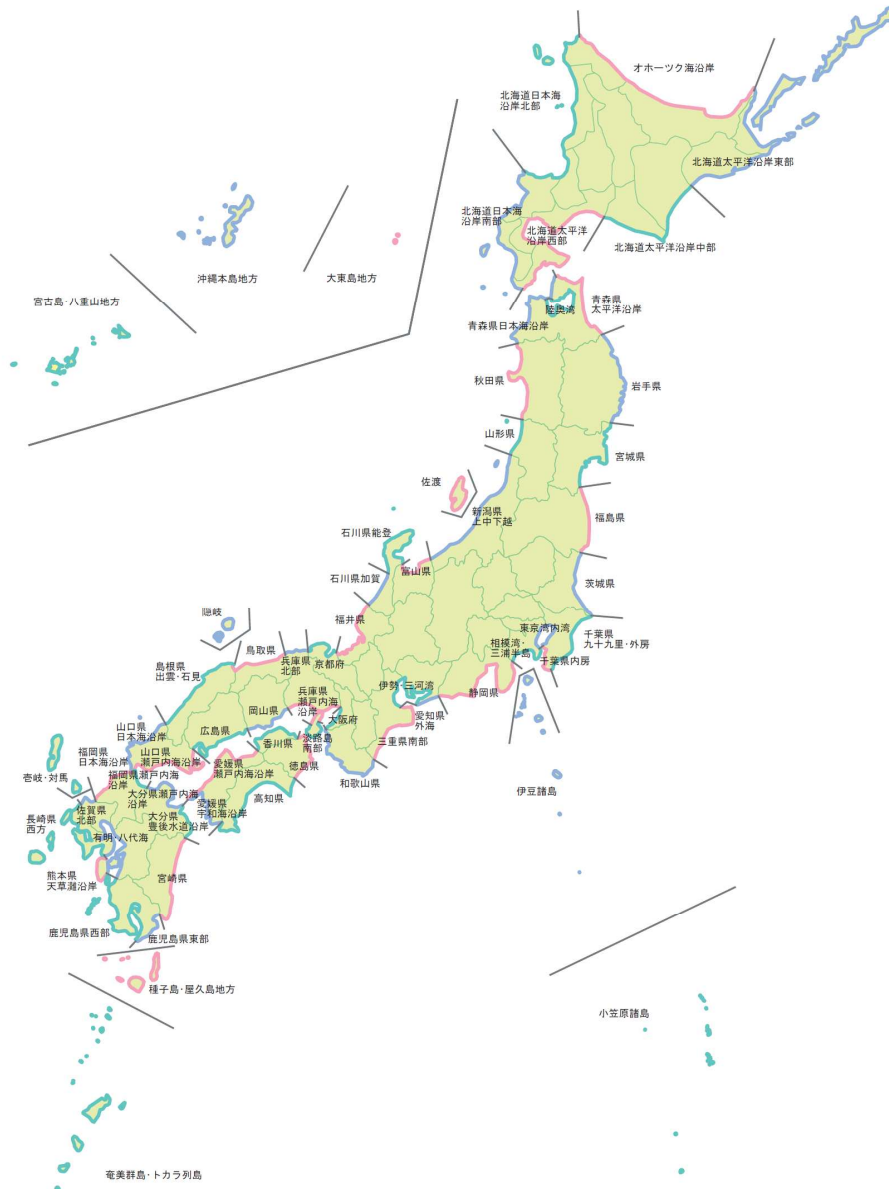 オホーツク海沿岸
北海道日本海
沿岸北部
北海道太平洋沿岸東部
北海道日本海
沿岸南部
北海道太平洋
沿岸西部
北海道太平洋沿岸中部
沖縄本島地方
大東島地方
宮古島・八重山地方
青森県
太平洋沿岸
陸奥湾
青森県日本海沿岸
秋田県
岩手県
山形県
宮城県
佐渡
新潟県
上中下越
福島県
石川県能登
富山県
石川県加賀
茨城県
福井県
隠岐
東京湾内湾
千葉県
九十九里・外房
相模湾・
三浦半島
千葉県内房
鳥取県
兵庫県
北部
京都府
島根県
出雲・石見
伊勢・三河湾
静岡県
兵庫県
瀬戸内海
沿岸
岡山県
大阪府
愛知県
外海
山口県
日本海沿岸
広島県
香川県
淡路島
南部
三重県南部
福岡県
日本海沿岸
山口県
瀬戸内海沿岸
愛媛県
瀬戸内海沿岸
徳島県
和歌山県
壱岐・対馬
福岡県瀬戸内海
沿岸
大分県瀬戸内海
沿岸
愛媛県
宇和海沿岸
高知県
伊豆諸島
佐賀県
北部
長崎県
西方
大分県
豊後水道沿岸
有明・八代海
熊本県
天草灘沿岸
宮崎県
鹿児島県西部
鹿児島県東部
種子島・屋久島地方
小笠原諸島
奄美群島・トカラ列島